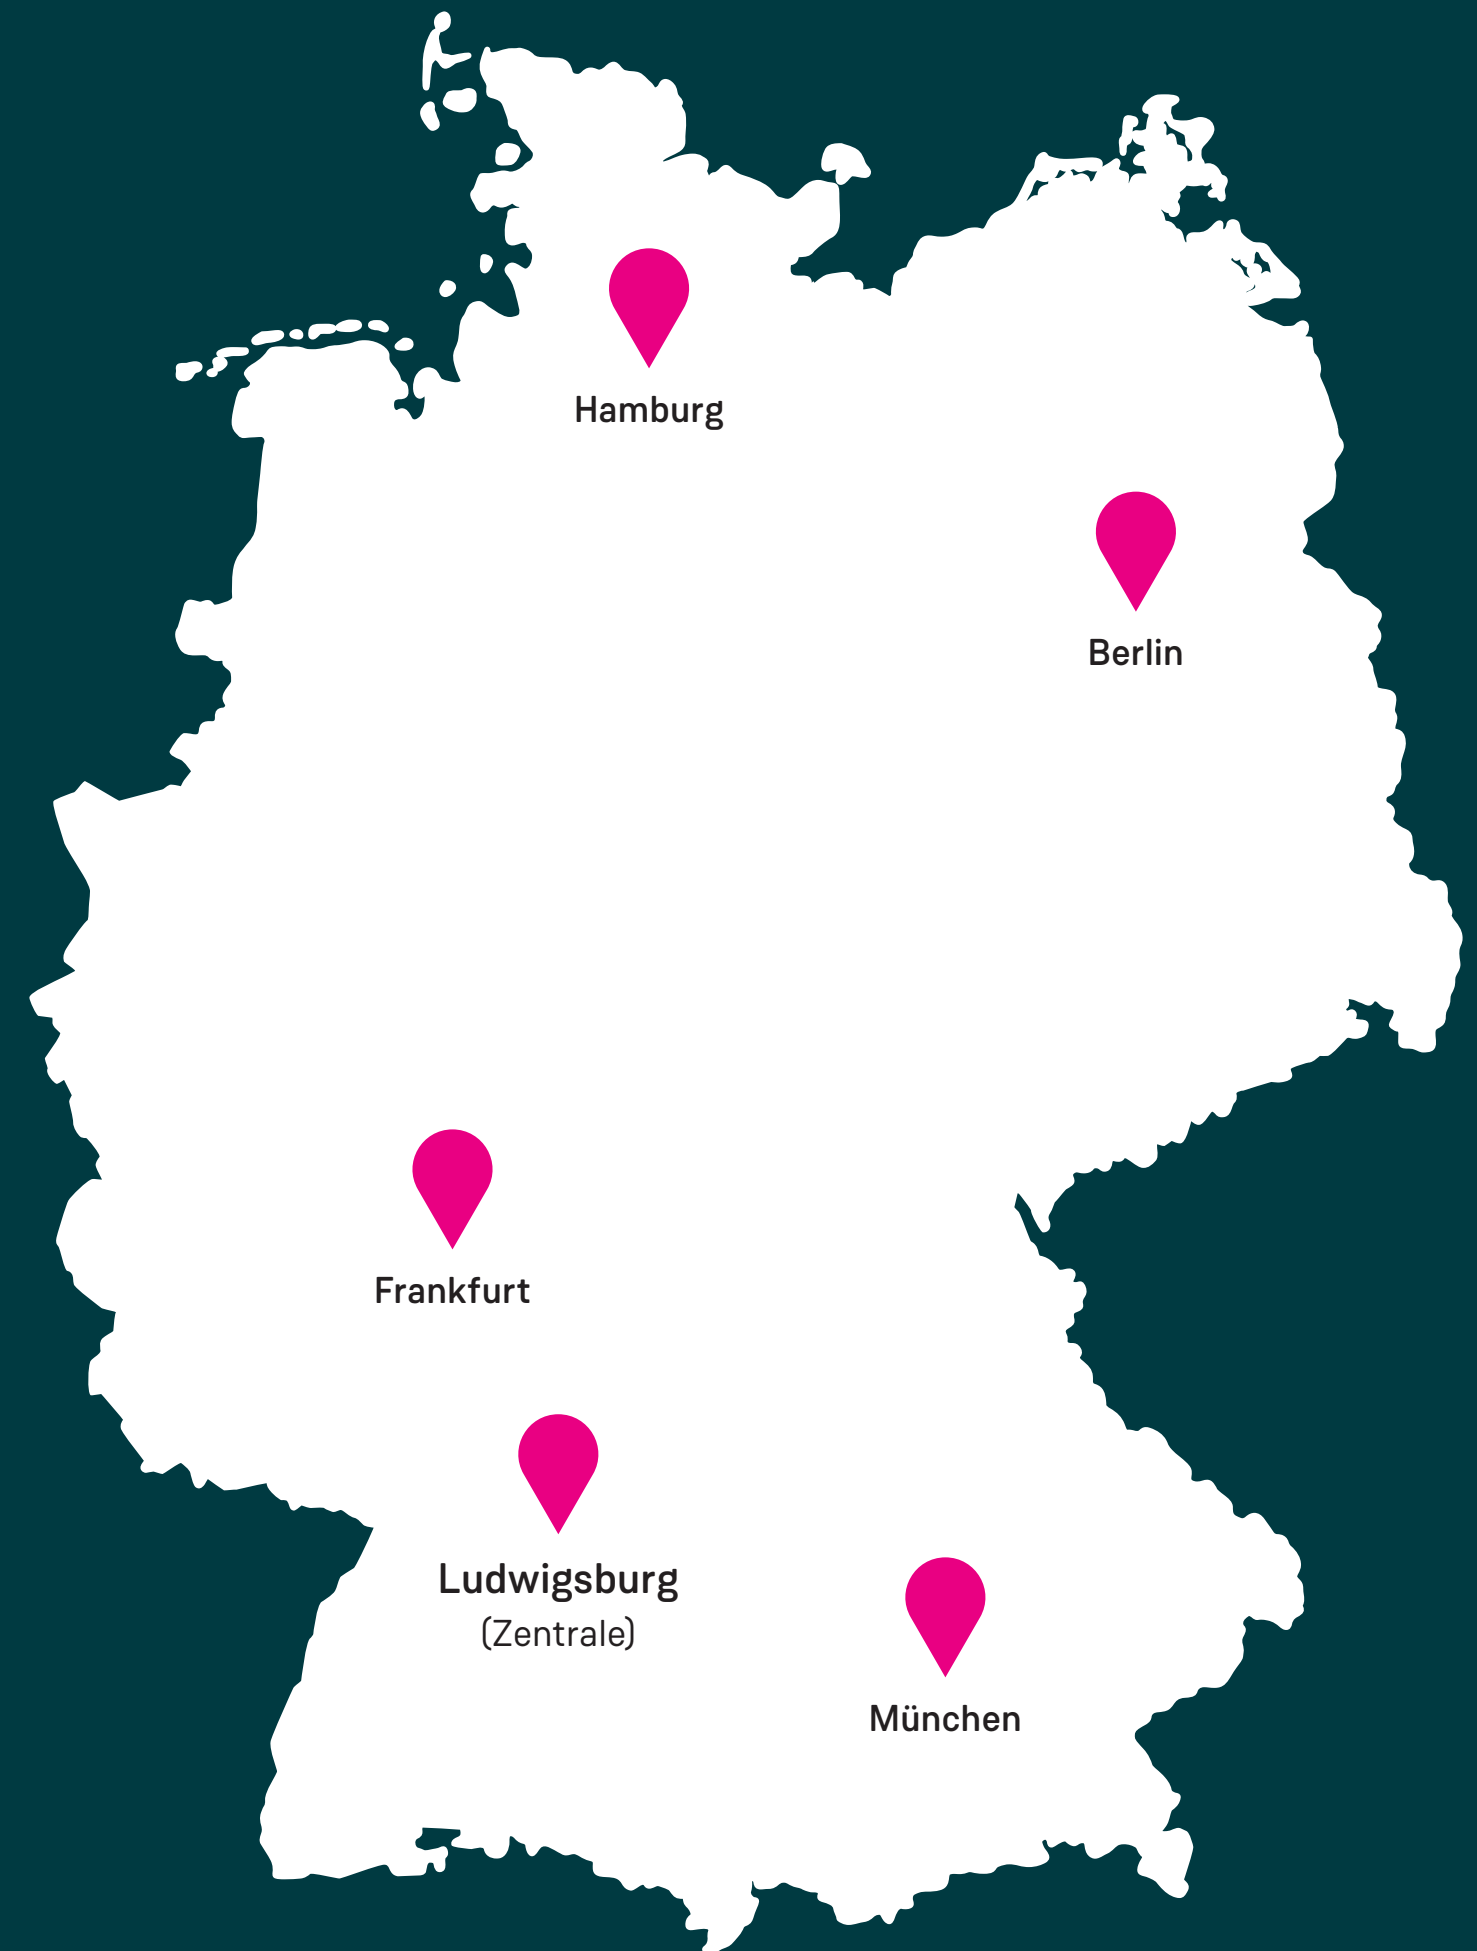 Hamburg
Berlin
Frankfurt
Ludwigsburg
(Zentrale)
München